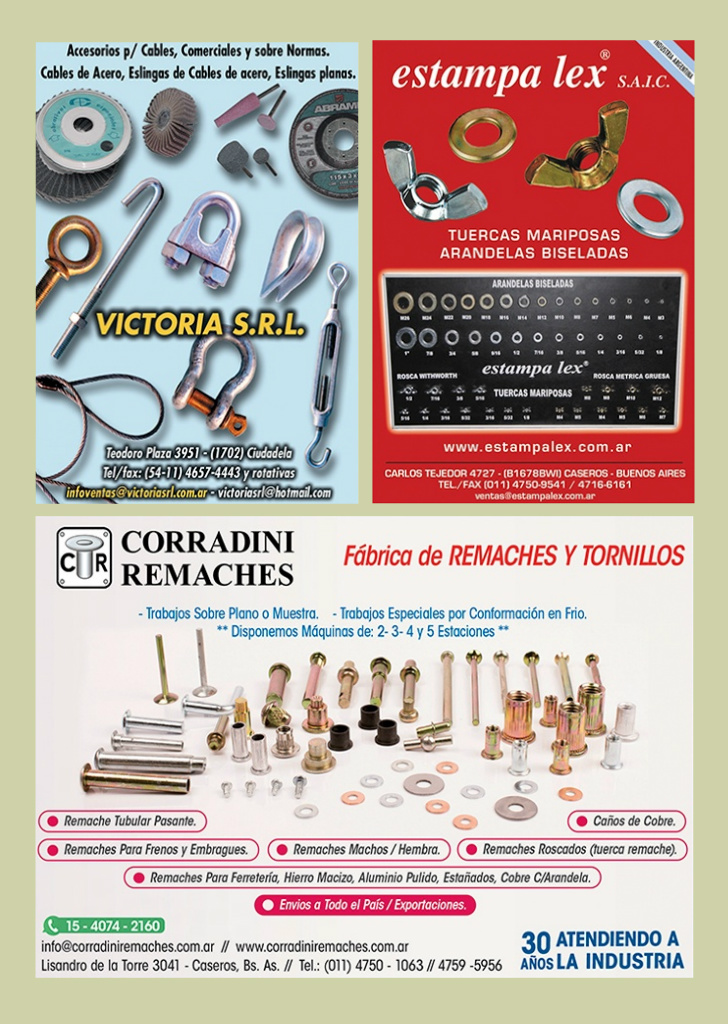 Accesorios p/ Cables, Comerciales y sobre Normas.
Cables de Acero, Eslingas de Cables de acero, Eslingas planas.
ABRAM
VICTORIA S.R.L.
Teodoro Plaza 3951 - (1702) Ciudadela
Tel/fax: (54-11) 4657-4443 y rotativas
infoventas@victoriasrl.com.ar - victoriasrl@hotmail.com
INDUSTRIA ARGENTINA
estampa lex ® S.A.I.C.
TUERCAS MARIPOSAS
ARANDELAS BISELADAS
ARANDELAS BISELADAS
estampa lex®
ROSCA WITHWORTH
TUERCAS MARIPOSAS
ROSCA METRICA GRUESA
www.estampalex.com.ar
CARLOS TEJEDOR 4727 - (B1678BWI) CASEROS - BUENOS AIRES
TEL./FAX (011) 4750-9541 / 4716-6161
ventas@estampalex.com.ar
C R
CORRADINI
REMACHES
Fábrica de REMACHES Y TORNILLOS
- Trabajos Sobre Plano o Muestra. - Trabajos Especiales por Conformación en Frio.
** Disponemos Máquinas de: 2- 3- 4 y 5 Estaciones **
Remache Tubular Pasante.
Caños de Cobre.
Remaches Para Frenos y Embragues.
Remaches Machos / Hembra.
Remaches Roscados (tuerca remache).
Remaches Para Ferretería, Hierro Macizo, Aluminio Pulido, Estañados, Cobre C/Arandela.
Envios a Todo el País / Exportaciones.
15 - 4074 - 2160
info@corradiniremaches.com.ar // www.corradiniremaches.com.ar
Lisandro de la Torre 3041 - Caseros, Bs. As. // Tel.: (011) 4750 - 1063 // 4759 -5956
30 AÑOS
ATENDIENDO A
LA INDUSTRIA